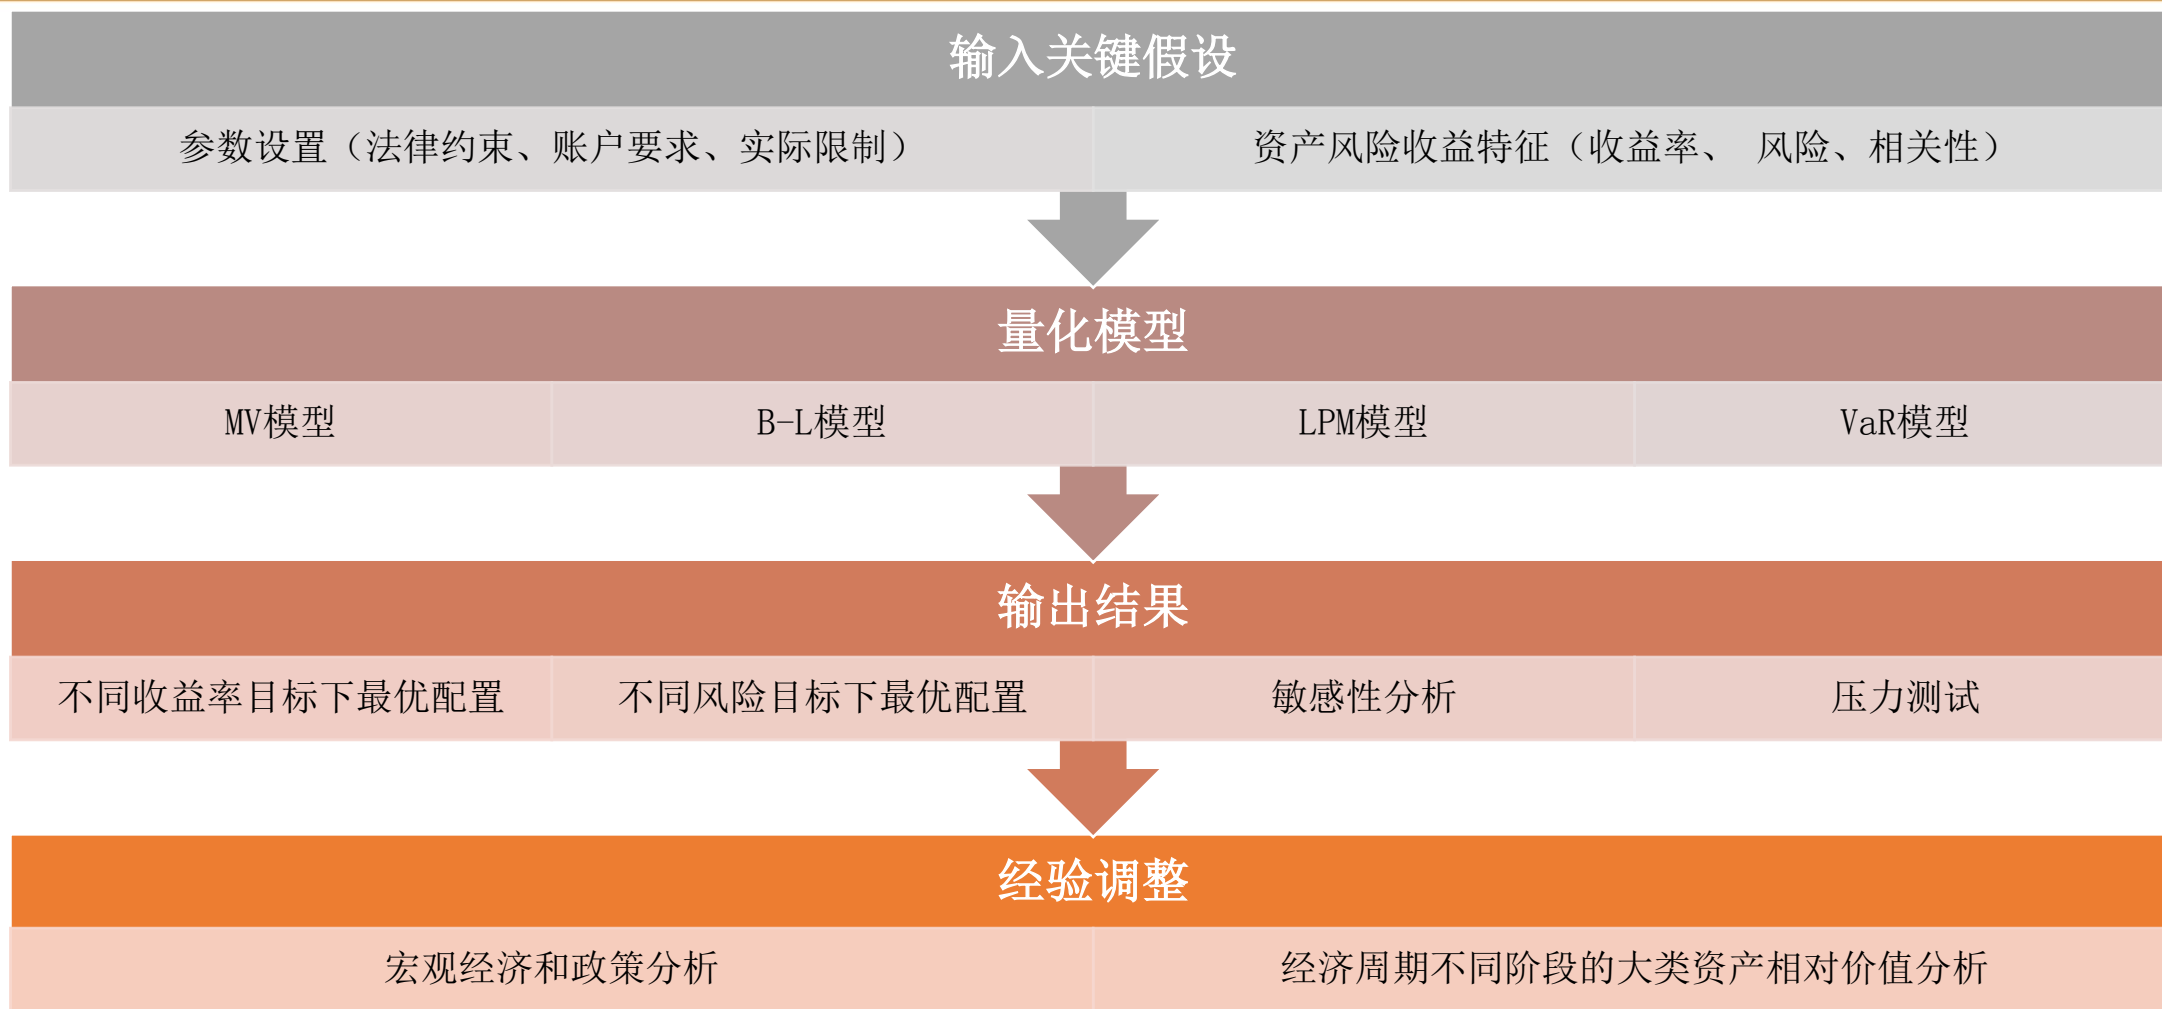 输入关键假设
参数设置（法律约束、账户要求、实际限制）
资产风险收益特征（收益率、 风险、相关性）
量化模型
MV模型
B-L模型
LPM模型
VaR模型
输出结果
不同收益率目标下最优配置
不同风险目标下最优配置
敏感性分析
压力测试
经验调整
宏观经济和政策分析
经济周期不同阶段的大类资产相对价值分析